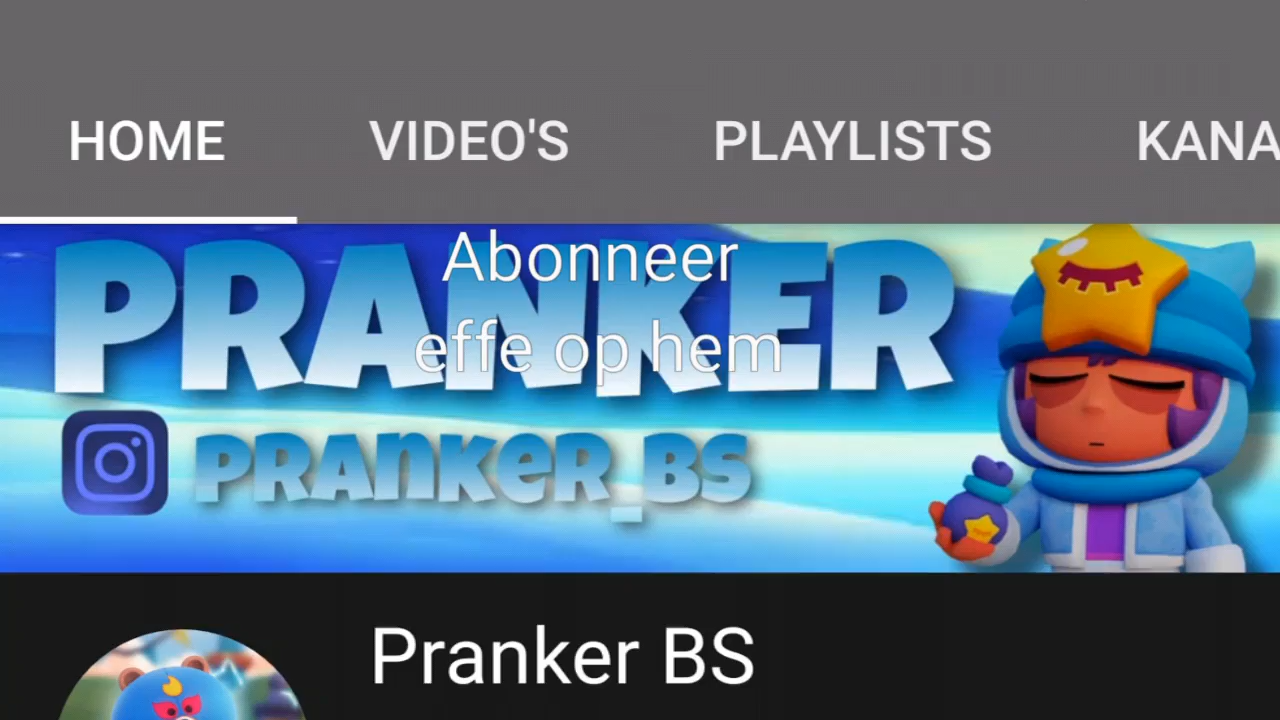 HOME VIDEO'S PLAYLISTS KANA
PRANKER
Abonneer
effe op hem
PRANKER_BS
Pranker BS